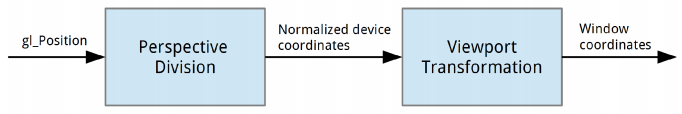 gl_Position
Perspective
Division
Normalized device
coordinates
Viewport
Transformation
Window
coordinates